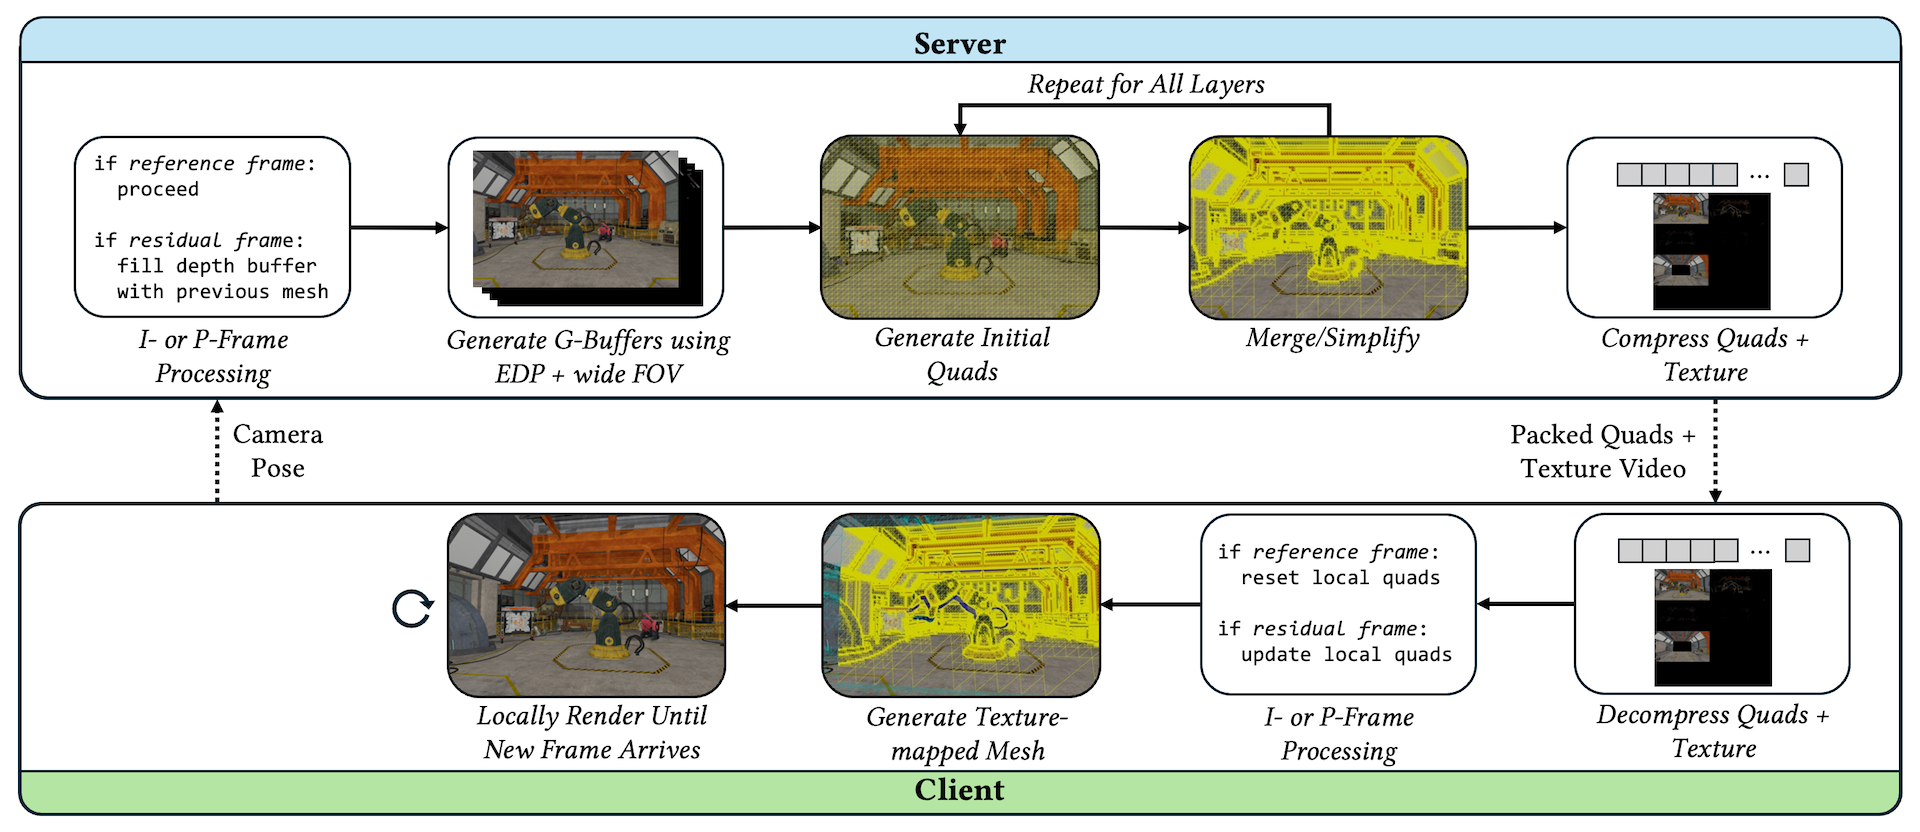 Server
Repeat for All Layers
if reference frame:
proceed
if residual frame:
fill depth buffer
with previous mesh
I- or P-Frame
Processing
Generate G-Buffers using
EDP + wide FOV
Generate Initial
Quads
Merge/Simplify
...
Compress Quads +
Texture
Camera
Pose
Packed Quads +
Texture Video
Locally Render Until
New Frame Arrives
Generate Texture-
mapped Mesh
if reference frame:
reset local quads
if residual frame:
update local quads
I- or P-Frame
Processing
...
Decompress Quads +
Texture
Client